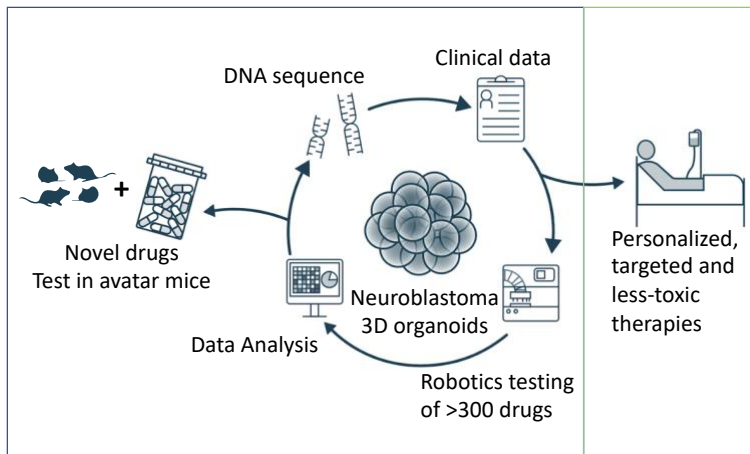 Clinical data
DNA sequence
+
Novel drugs
Test in avatar mice
Neuroblastoma
3D organoids
Data Analysis
Robotics testing
of >300 drugs
Personalized,
targeted and
less-toxic
therapies